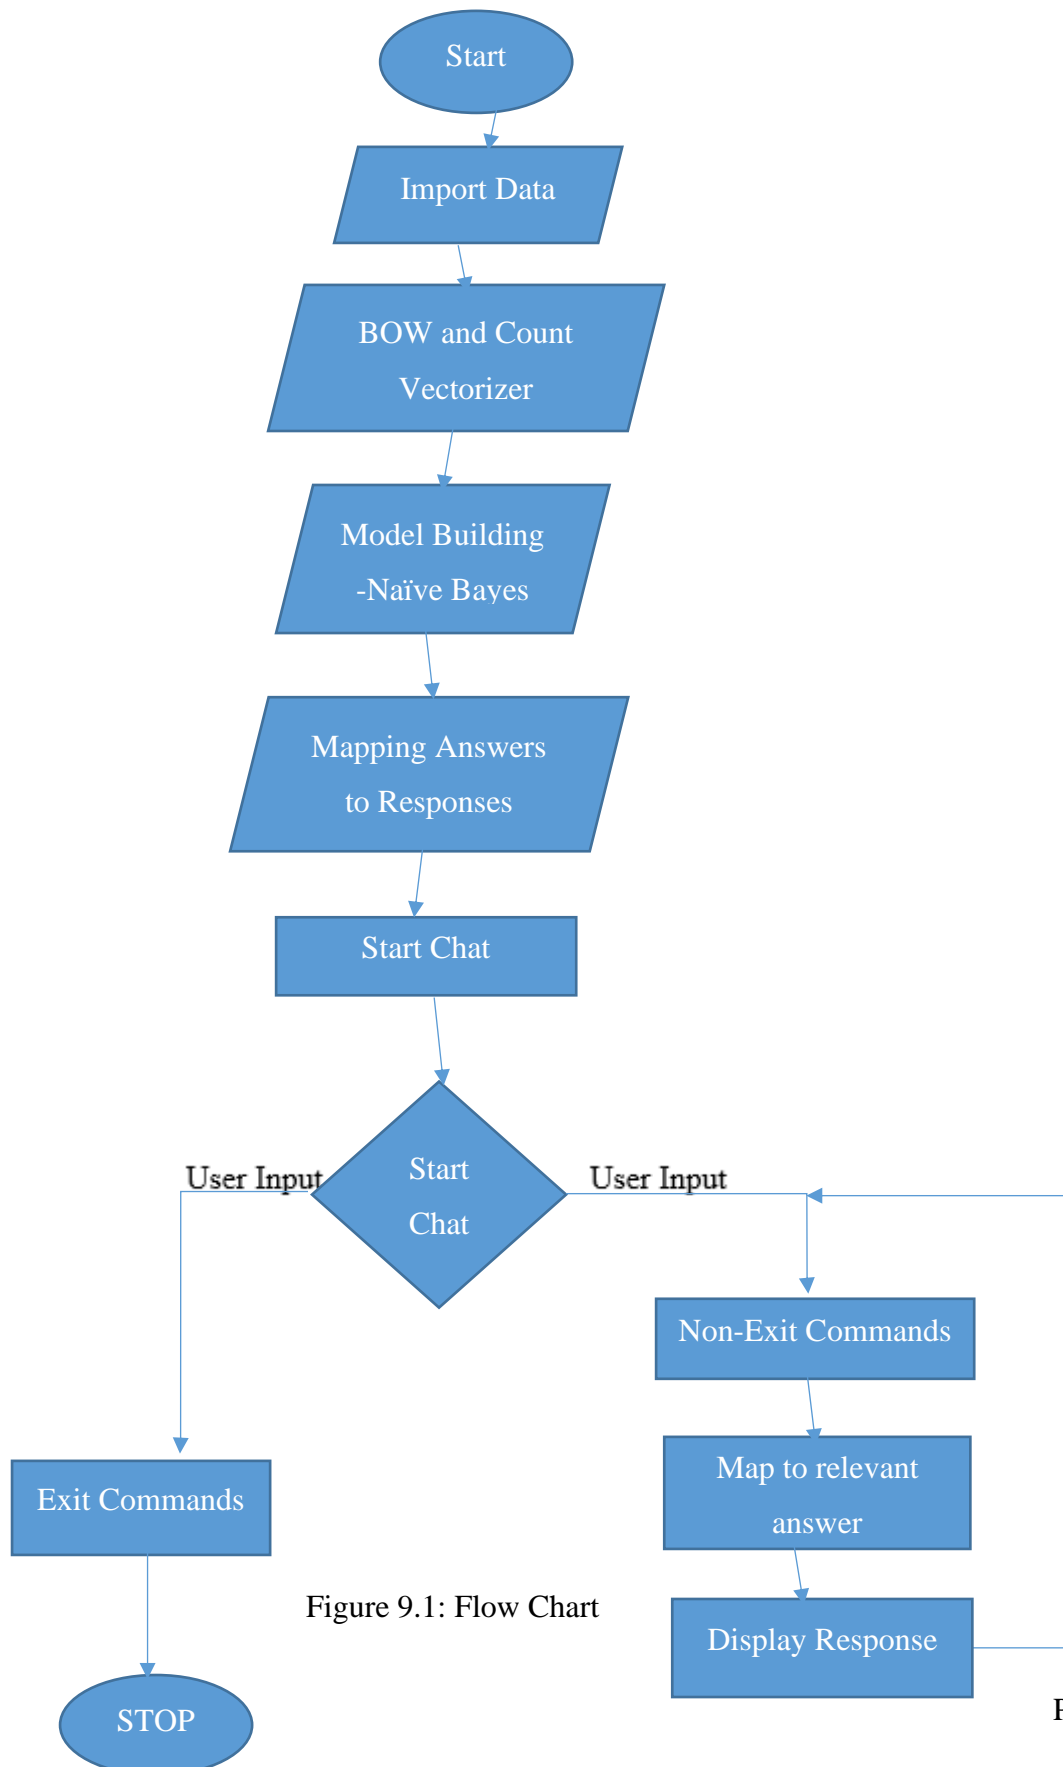 Start
Import Data
BOW and Count
Vectorizer
Model Building
-Naïve Bayes
Mapping Answers
to Responses
Start Chat
Start
Chat
User Input
User Input
Non-Exit Commands
Map to relevant
answer
Display Response
Exit Commands
STOP
Figure 9.1: Flow Chart